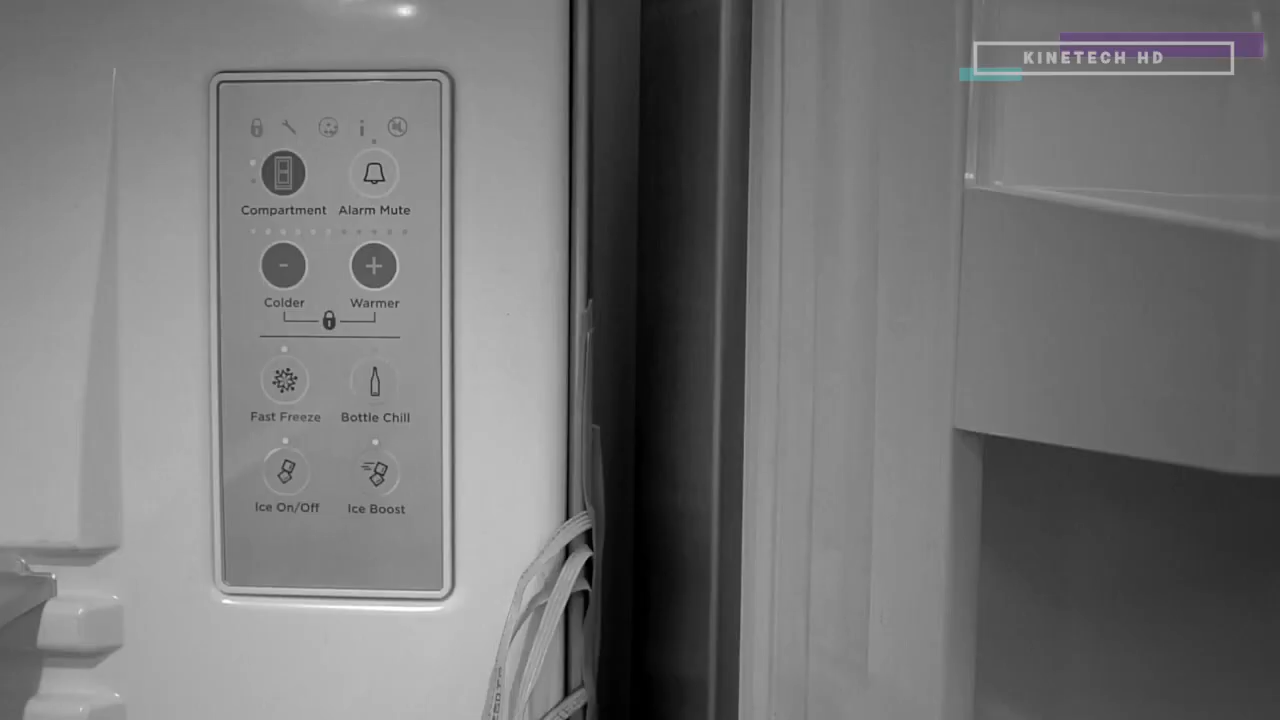 KINETECH HD
Compartment Alarm Mute
- +
Colder Warmer
Fast Freeze Bottle Chill
Ice On/Off Ice Boost